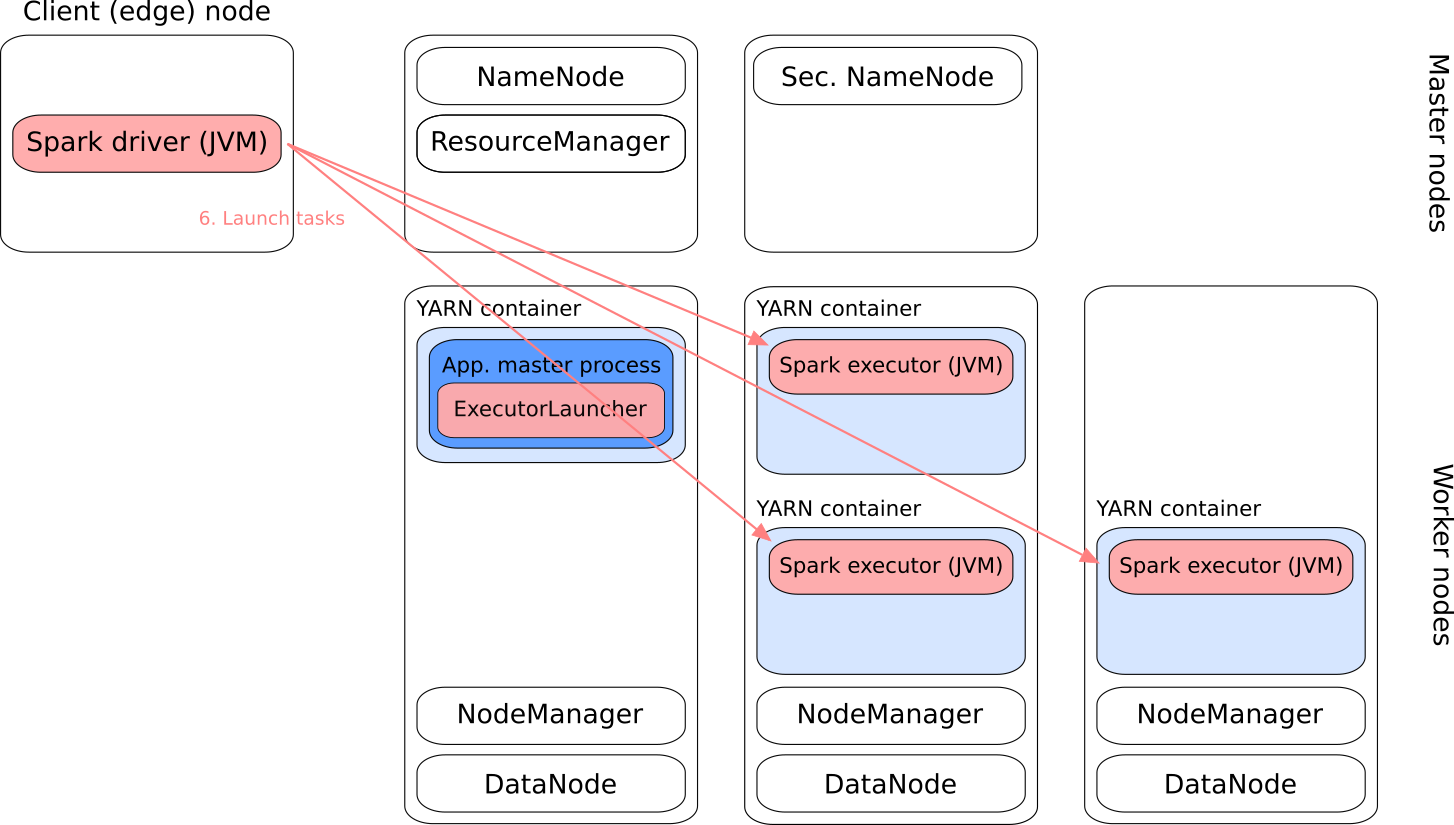 Client (edge) node
Spark driver (JVM)
6. Launch tasks
NameNode
ResourceManager
Sec. NameNode
Master nodes
YARN container
App. master process
ExecutorLauncher
NodeManager
DataNode
YARN container
Spark executor (JVM)
YARN container
Spark executor (JVM)
NodeManager
DataNode
YARN container
Spark executor (JVM)
NodeManager
DataNode
Worker nodes